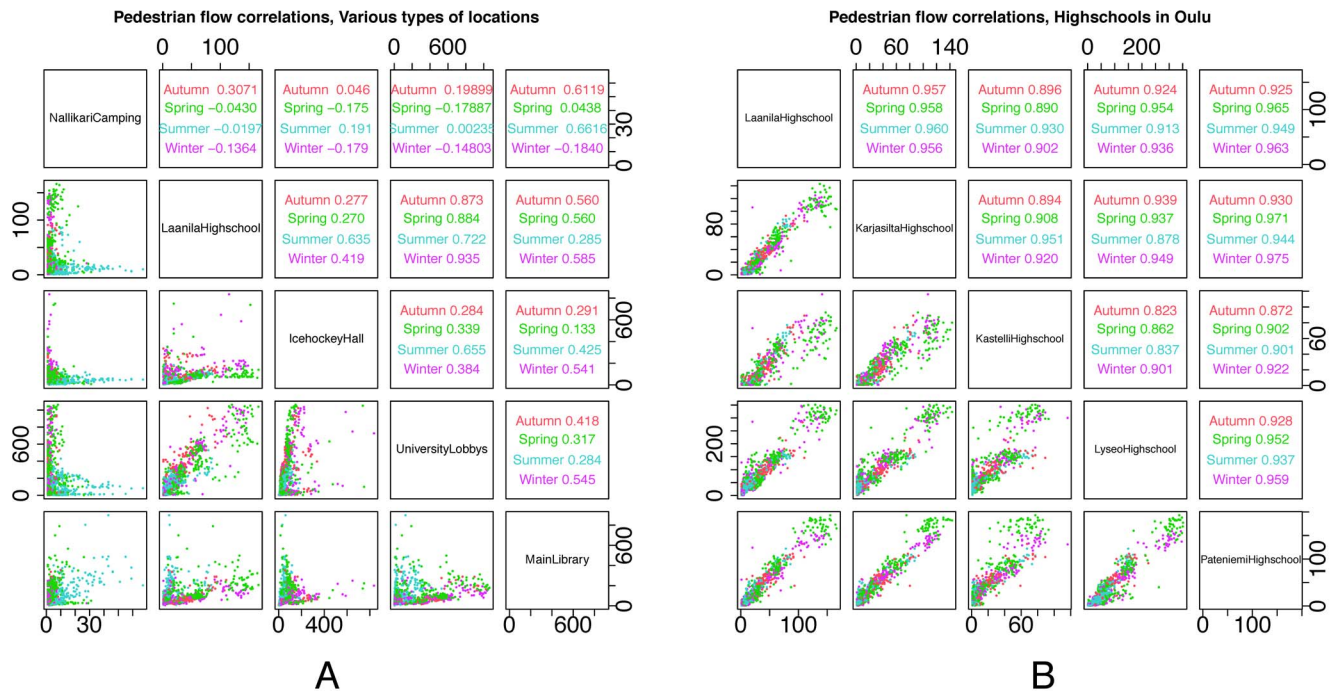 Pedestrian flow correlations, Various types of locations
0 100
0 600
NallikariCamping
Autumn 0.3071
Spring −0.0430
Summer −0.0197
Winter −0.1364
Autumn 0.046
Spring −0.175
Summer 0.191
Winter −0.179
Autumn 0.19899
Spring −0.17887
Summer 0.00235
Winter −0.14803
Autumn 0.6119
Spring 0.0438
Summer 0.6616
Winter −0.1840
0 30
0 100
LaanilaHighschool
Autumn 0.277
Spring 0.270
Summer 0.635
Winter 0.419
Autumn 0.873
Spring 0.884
Summer 0.722
Winter 0.935
Autumn 0.560
Spring 0.560
Summer 0.285
Winter 0.585
IcehockeyHall
Autumn 0.284
Spring 0.339
Summer 0.655
Winter 0.384
Autumn 0.291
Spring 0.133
Summer 0.425
Winter 0.541
0 600
0 600
UniversityLobbys
Autumn 0.418
Spring 0.317
Summer 0.284
Winter 0.545
MainLibrary
0 600
0 30
0 400
0 600
A
Pedestrian flow correlations, Highschools in Oulu
0 60 140
0 200
LaanilaHighschool
Autumn 0.957
Spring 0.958
Summer 0.960
Winter 0.956
Autumn 0.896
Spring 0.890
Summer 0.930
Winter 0.902
Autumn 0.924
Spring 0.954
Summer 0.913
Winter 0.936
Autumn 0.925
Spring 0.965
Summer 0.949
Winter 0.963
0 100
0 80
KarjasiltaHighschool
Autumn 0.894
Spring 0.908
Summer 0.951
Winter 0.920
Autumn 0.939
Spring 0.937
Summer 0.878
Winter 0.949
Autumn 0.930
Spring 0.971
Summer 0.944
Winter 0.975
KastelliHighschool
Autumn 0.823
Spring 0.862
Summer 0.837
Winter 0.901
Autumn 0.872
Spring 0.902
Summer 0.901
Winter 0.922
0 60
0 200
LyseoHighschool
Autumn 0.928
Spring 0.952
Summer 0.937
Winter 0.959
PateniemiHighschool
0 100
0 100
0 60
0 100
B